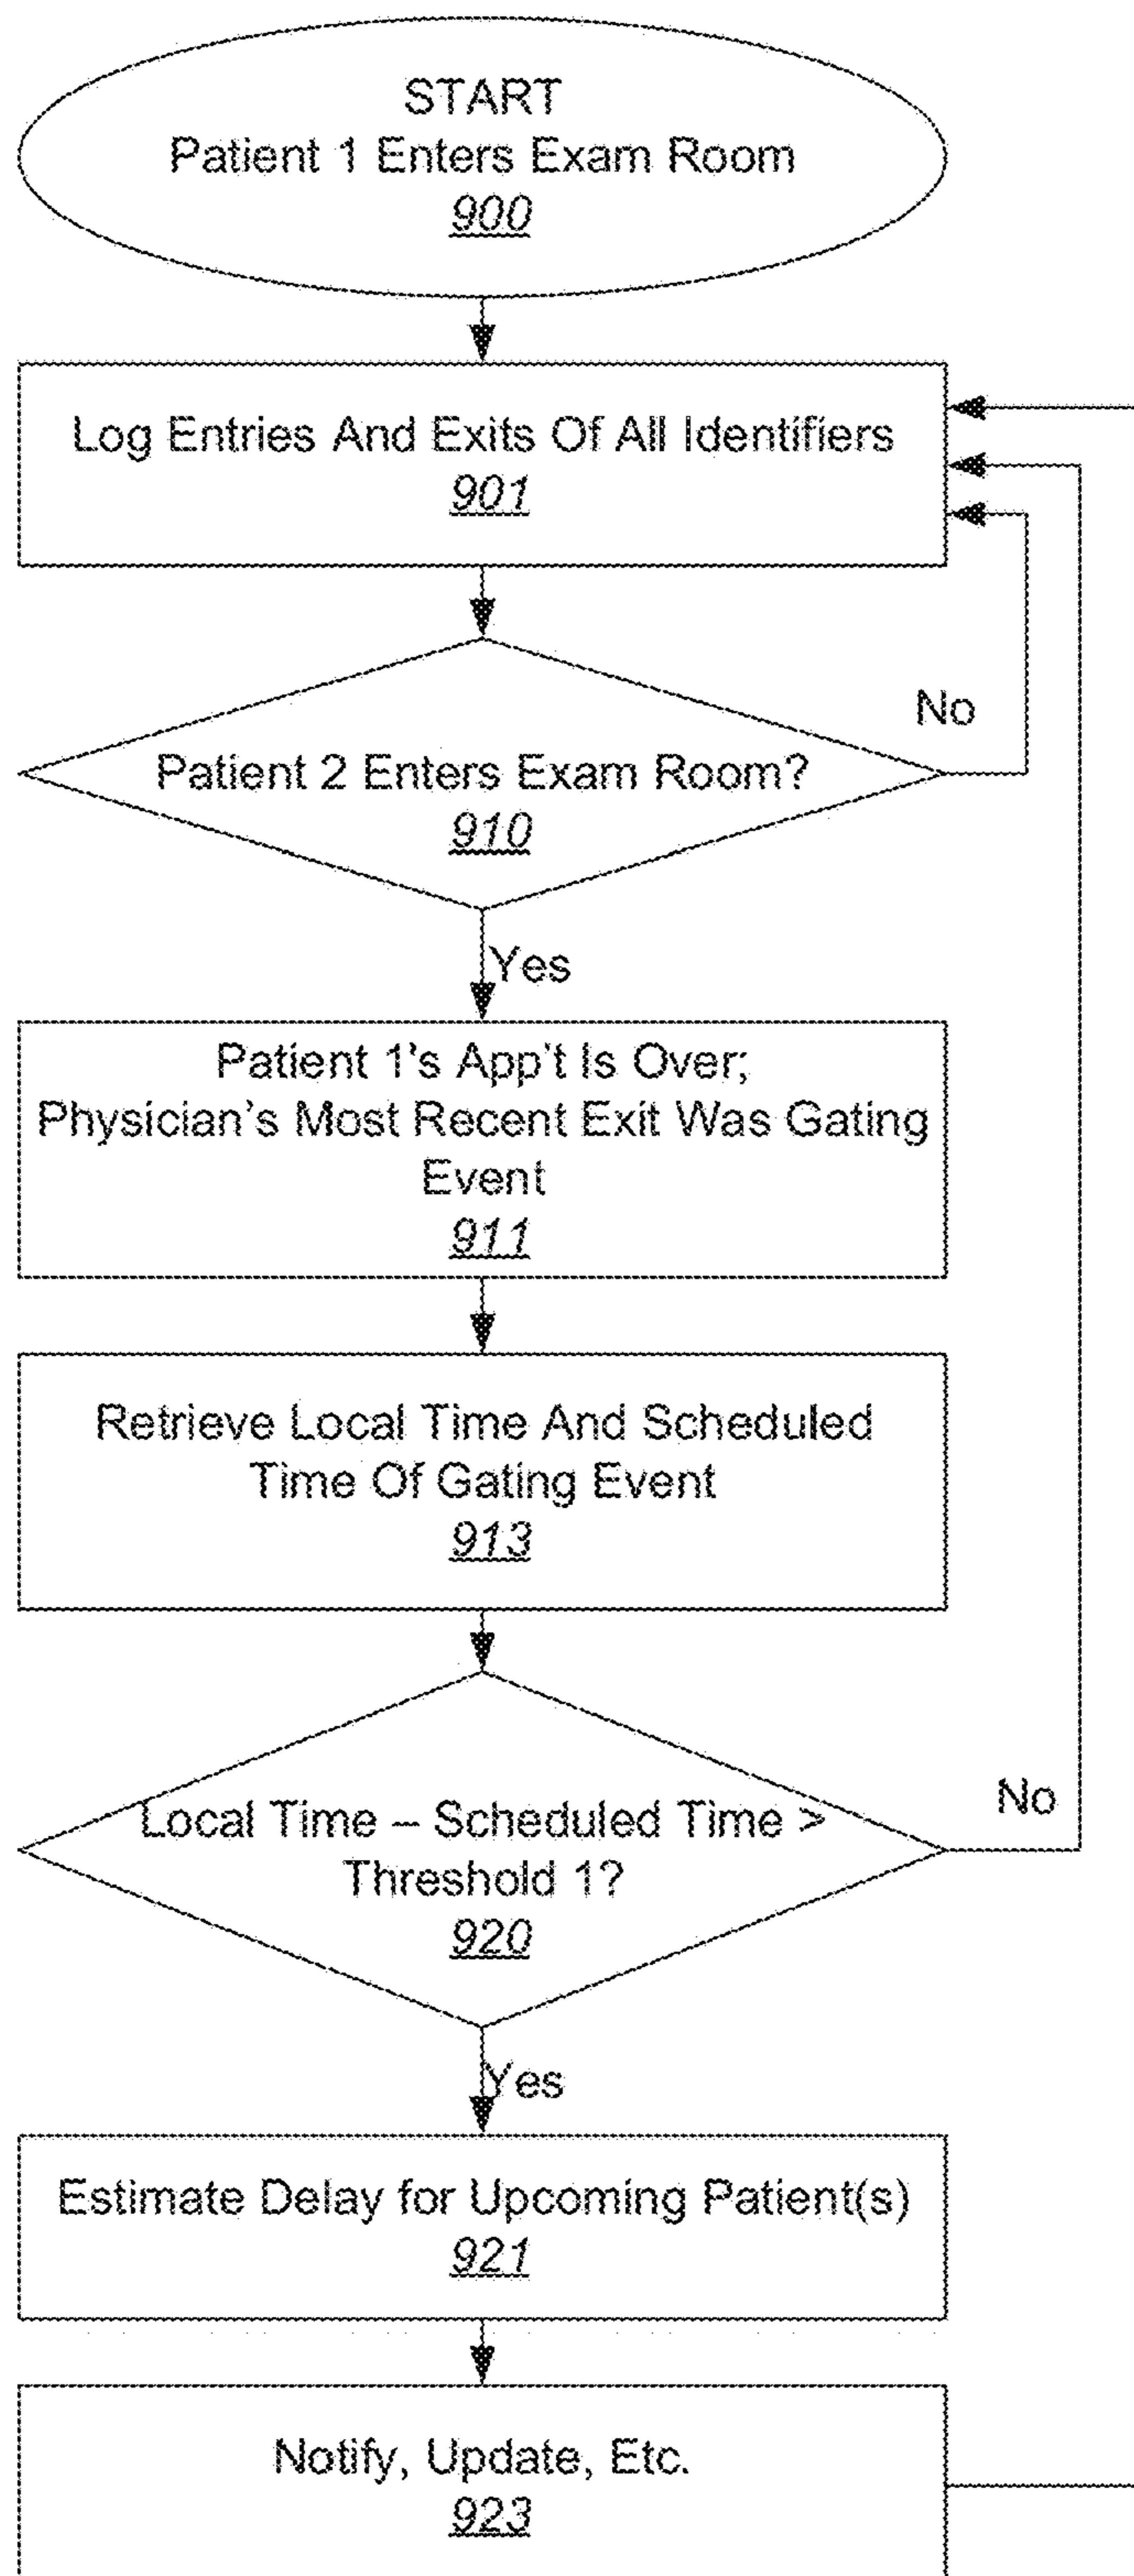 START
Patient 1 Enters Exam Room
900
Log Entries And Exits Of All Identifiers
901
No
Patient 2 Enters Exam Room?
910
Yes
Patient 1's App't Is Over;
Physician's Most Recent Exit Was Gating
Event
911
Retrieve Local Time And Scheduled
Time Of Gating Event
913
No
Local Time – Scheduled Time >
Threshold 1?
920
Yes
Estimate Delay for Upcoming Patient(s)
921
Notify, Update, Etc.
923